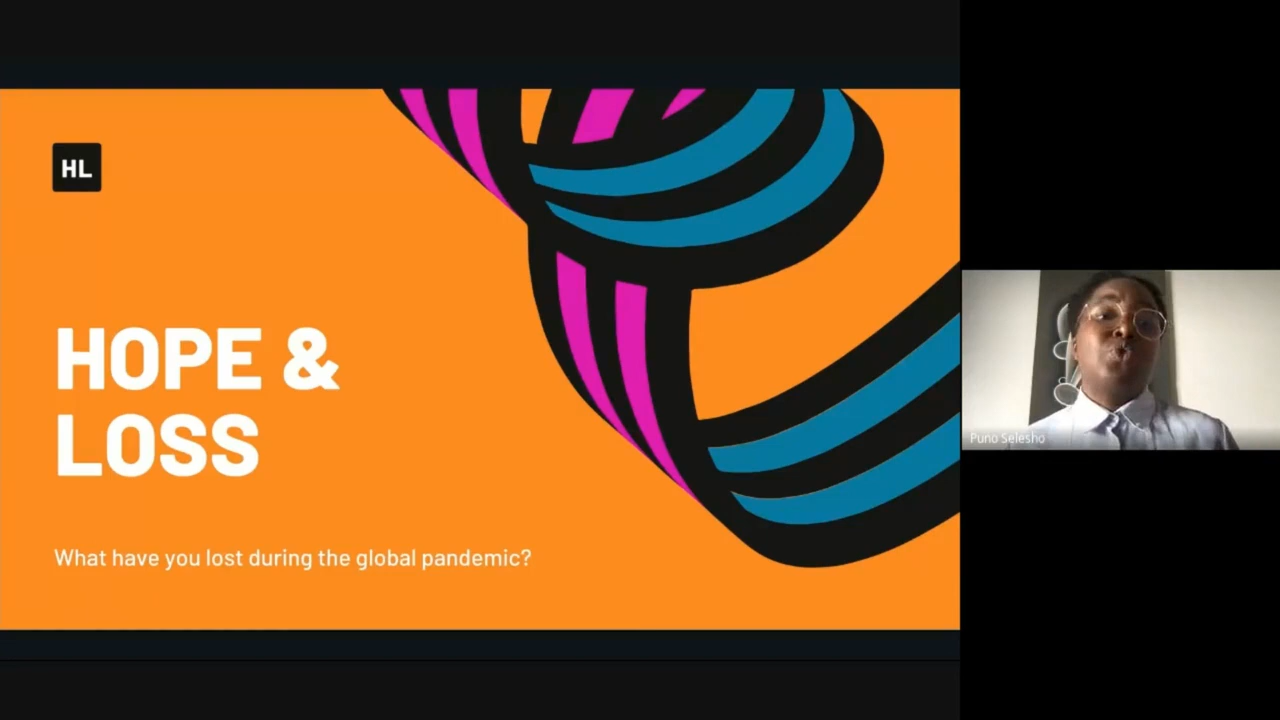 HL
HOPE &
LOSS
What have you lost during the global pandemic?
Puno Selesho